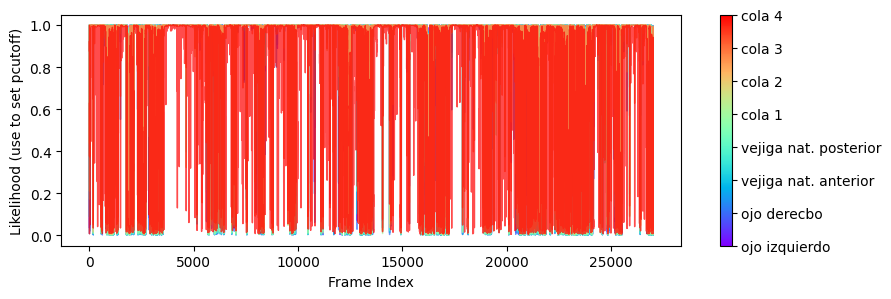 Likelihood (use to set pcutoff)
1.0
0.8
0.6
0.4
0.2
0.0
0
5000
10000
15000
20000
25000
Frame Index
cola 4
cola 3
cola 2
cola 1
vejiga nat. posterior
vejiga nat. anterior
ojo derecbo
ojo izquierdo